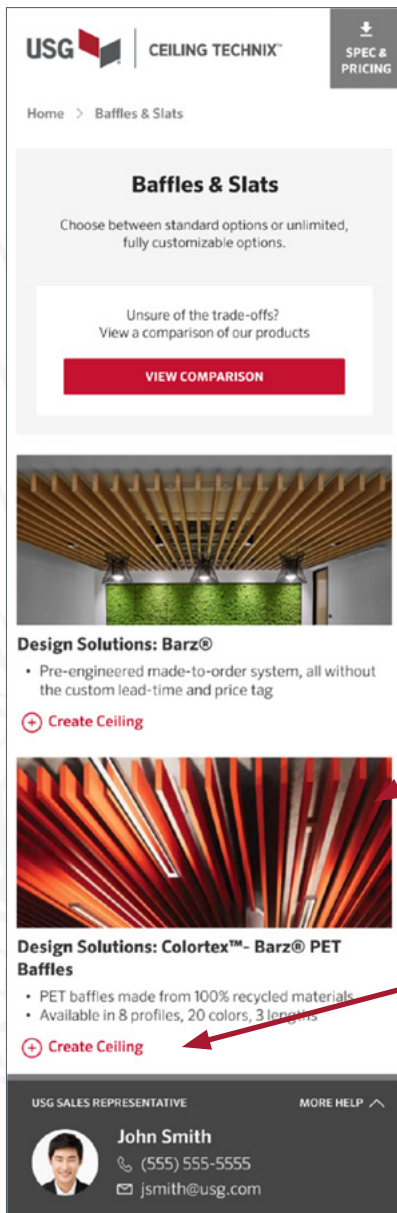 USG CEILING TECHNIX™
SPEC &
PRICING
Home > Baffles & Slats
Baffles & Slats
Choose between standard options or unlimited,
fully customizable options.
Unsure of the trade-offs?
View a comparison of our products
VIEW COMPARISON
Design Solutions: Barz®
• Pre-engineered made-to-order system, all without
the custom lead-time and price tag
Create Ceiling
Design Solutions: Colortex™- Barz® PET
Baffles
• PET baffles made from 100% recycled materials
• Available in 8 profiles, 20 colors, 3 lengths
Create Ceiling
USG SALES REPRESENTATIVE
MORE HELP
John Smith
(555) 555-5555
jsmith@usg.com